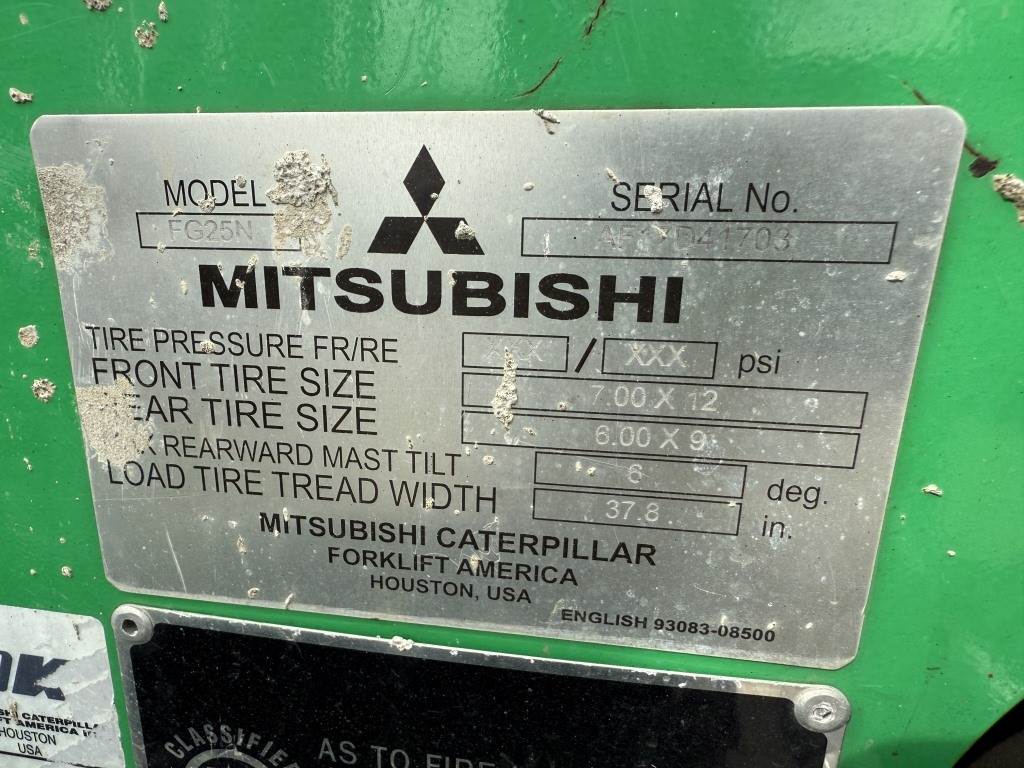 MODEL
SERIAL No.
FG25N
MITSUBISHI
TIRE PRESSURE FR/RE XXX / XXX psi
FRONT TIRE SIZE 7.00 X 12
TIRE SIZE 6.00 X 9
REARWARD MAST TILT 6 deg.
LOAD TIRE TREAD WIDTH 37.8 in.
MITSUBISHI CATERPILLAR
FORKLIFT AMERICA
HOUSTON, USA
ENGLISH 93083-08500
AMERICA
HOUSTON
USA
CLASSIFIE
AS TO FIRE